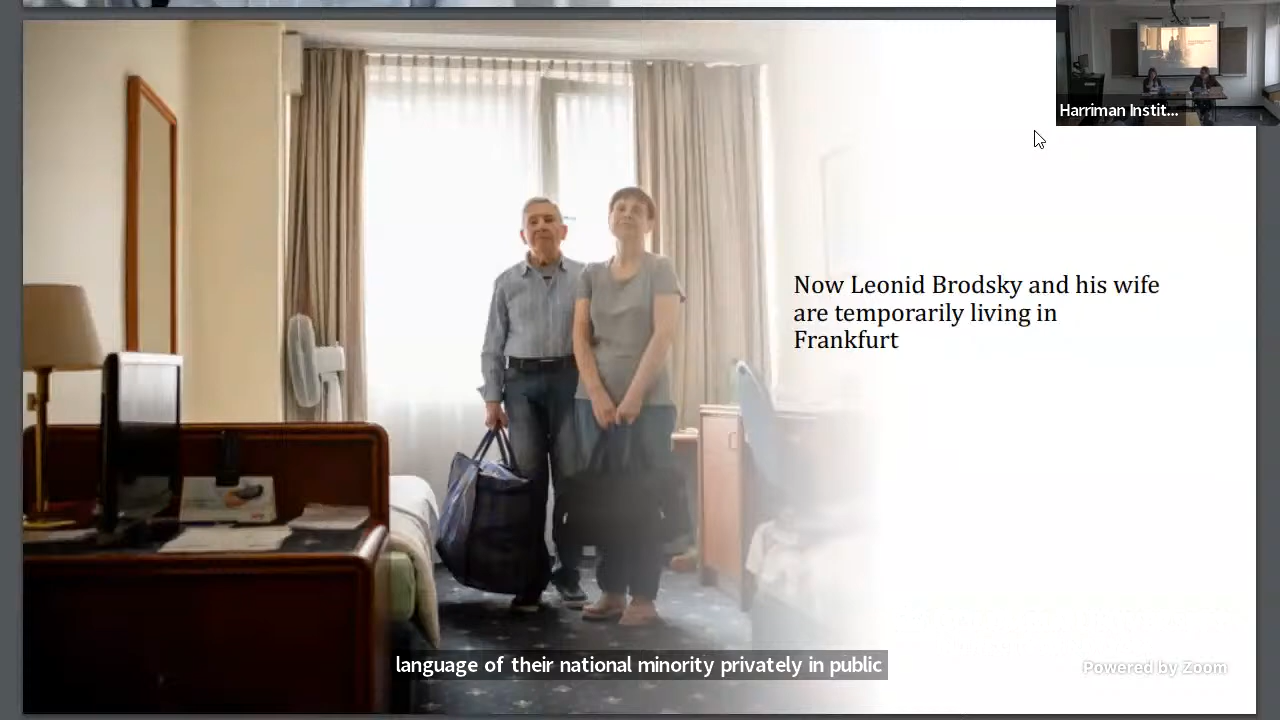 Harriman Instit...
Now Leonid Brodsky and his wife
are temporarily living in
Frankfurt
language of their national minority privately in public
Powered by Zoom